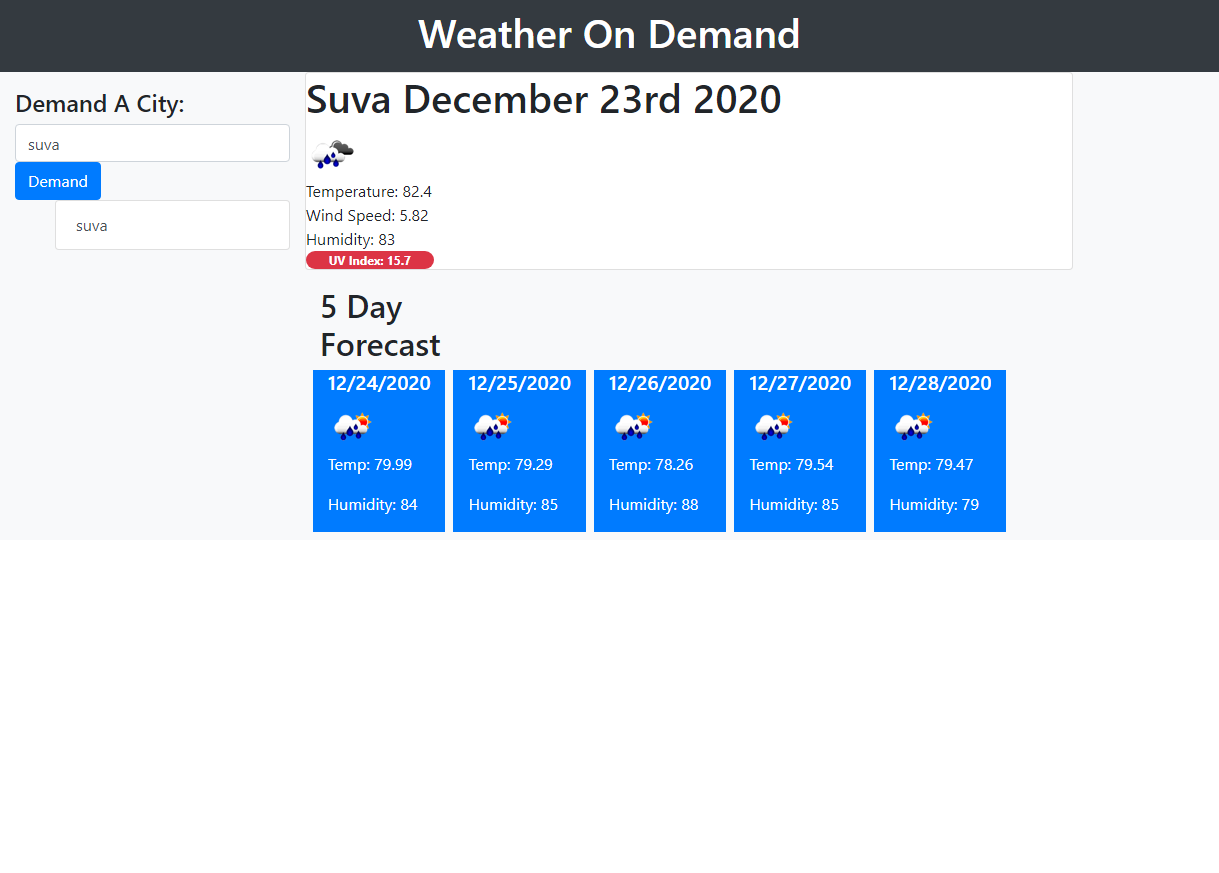 Weather On Demand
Demand A City:
suva
Demand
suva
Suva December 23rd 2020
Temperature: 82.4
Wind Speed: 5.82
Humidity: 83
UV Index: 15.7
5 Day
Forecast
12/24/2020
Temp: 79.99
Humidity: 84
12/25/2020
Temp: 79.29
Humidity: 85
12/26/2020
Temp: 78.26
Humidity: 88
12/27/2020
Temp: 79.54
Humidity: 85
12/28/2020
Temp: 79.47
Humidity: 79